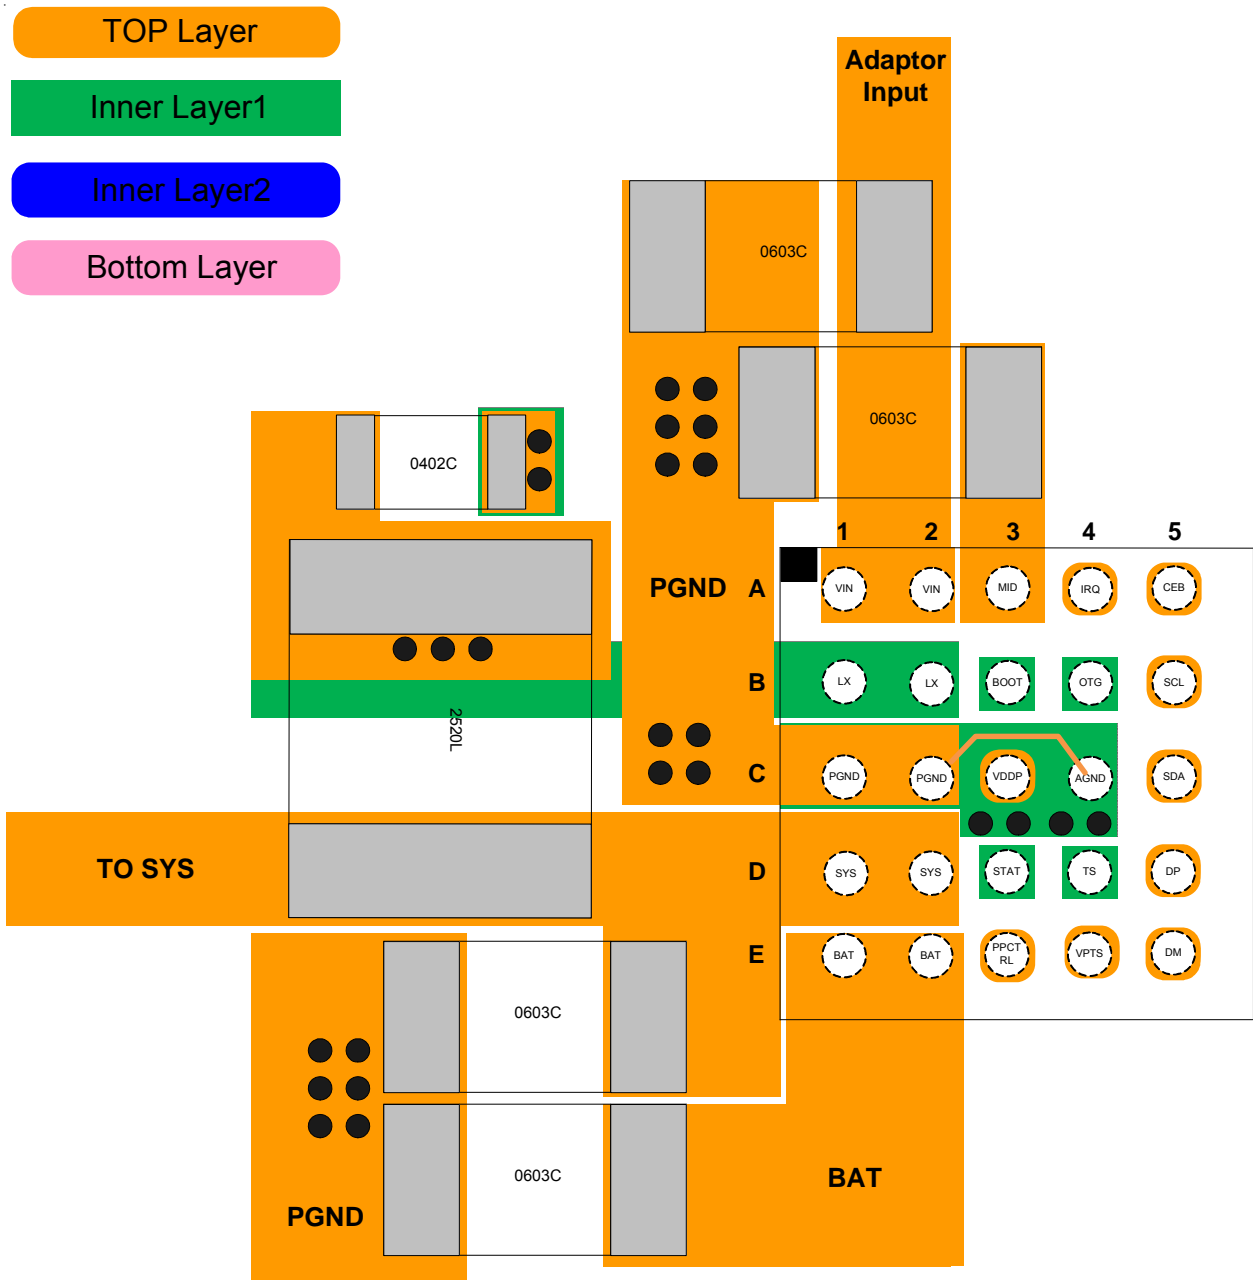 TOP Layer
Inner Layer1
Inner Layer2
Bottom Layer
Adaptor
Input
0603C
0603C
0402C
1 2 3 4 5
PGND A VIN VIN MID IRQ CEB
B LX LX BOOT OTG SCL
2520L
C PGND PGND VDDP AGND SDA
TO SYS D SYS SYS STAT TS DP
E BAT BAT PPCT
RL VPTS DM
0603C
0603C
BAT
PGND